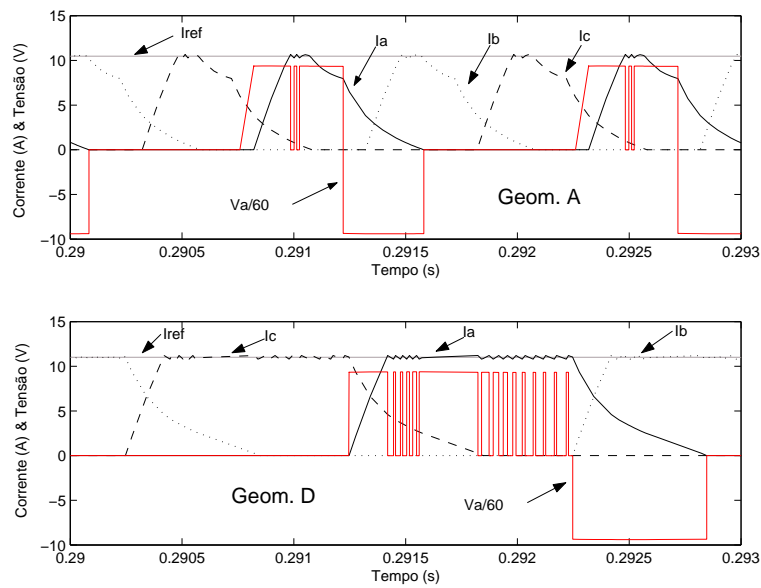 15
10
5
0
−5
−10
Corrente (A) & Tensão (V)
Iref
Ia
Ib
Ic
Va/60
Geom. A
0.29
0.2905
0.291
0.2915
0.292
0.2925
0.293
Tempo (s)
15
10
5
0
−5
−10
Corrente (A) & Tensão (V)
Iref
Ic
Ia
Ib
Va/60
Geom. D
0.29
0.2905
0.291
0.2915
0.292
0.2925
0.293
Tempo (s)